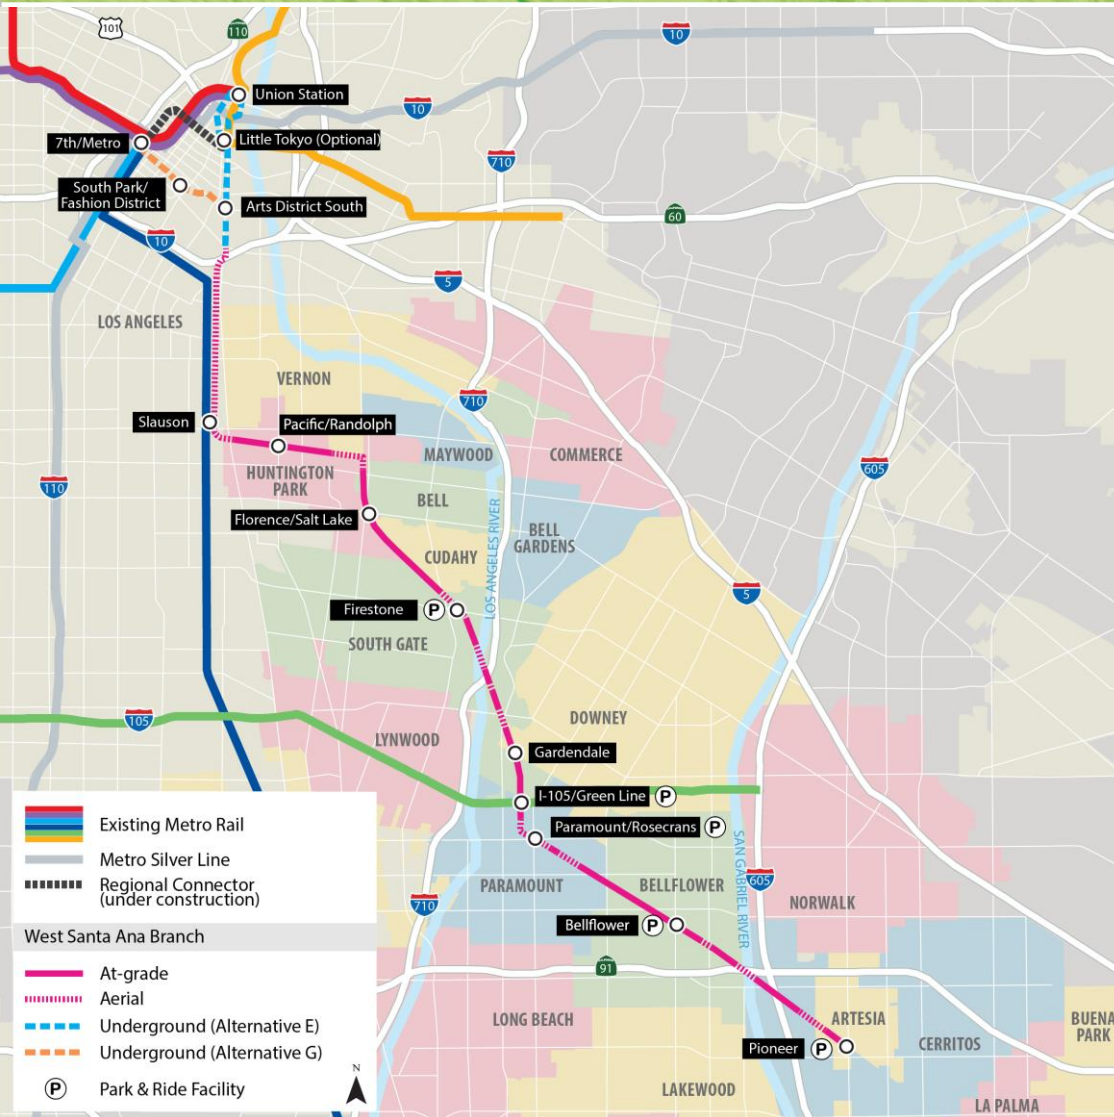 101
110
10
Union Station
10
7th/Metro
Little Tokyo (Optional)
710
South Park/
Fashion District
Arts District South
60
10
5
LOS ANGELES
VERNON
710
Slauson
Pacific/Randolph
MAYWOOD
COMMERCE
605
HUNTINGTON
PARK
110
BELL
Florence/Salt Lake
BELL
GARDENS
LOS ANGELES RIVER
CUDAHY
5
Firestone
P
SOUTH GATE
105
DOWNEY
LYNWOOD
Gardendale
I-105/Green Line
P
Paramount/Rosecrans
P
PARAMOUNT
BELLFLOWER
SAN GABRIEL RIVER
605
710
NORWALK
Bellflower
P
91
LONG BEACH
ARTESIA
BUENA
PARK
CERRITOS
Pioneer
P
LAKEWOOD
LA PALMA
Existing Metro Rail
Metro Silver Line
Regional Connector
(under construction)
West Santa Ana Branch
At-grade
Aerial
Underground (Alternative E)
Underground (Alternative G)
P
Park & Ride Facility
N